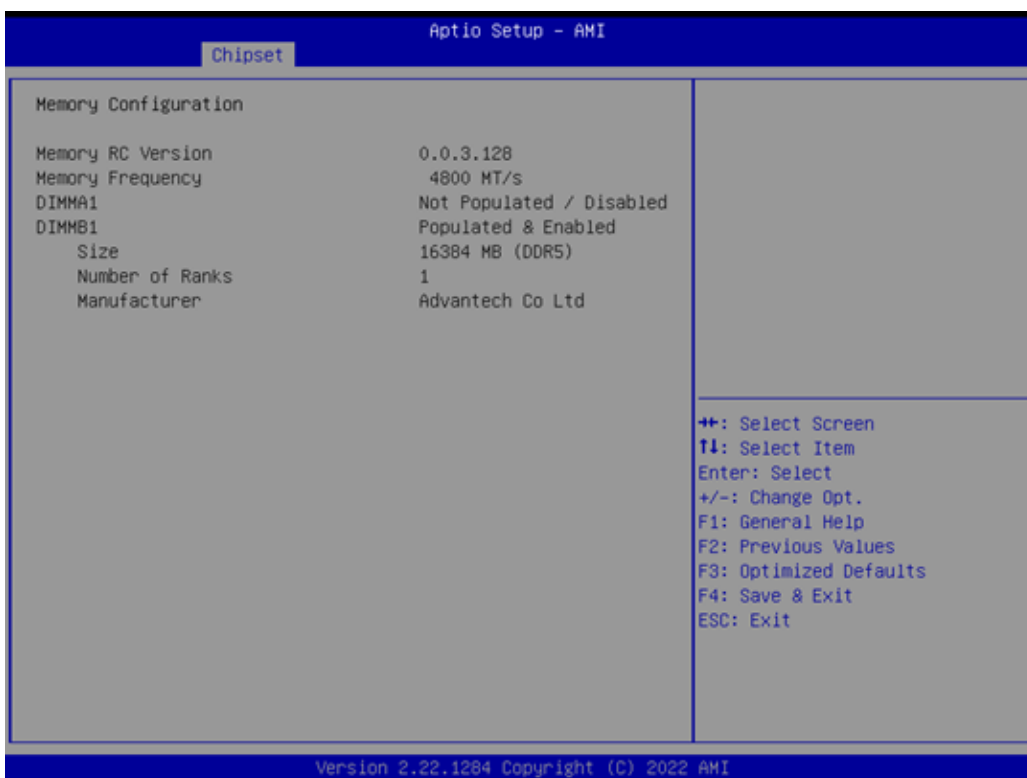 Aptio Setup - AMI
Chipset
Memory Configuration
Memory RC Version 0.0.3.128
Memory Frequency 4800 MT/s
DIMMA1 Not Populated / Disabled
DIMMB1 Populated & Enabled
Size 16384 MB (DDR5)
Number of Ranks 1
Manufacturer Advantech Co Ltd
→←: Select Screen
↑↓: Select Item
Enter: Select
+/-: Change Opt.
F1: General Help
F2: Previous Values
F3: Optimized Defaults
F4: Save & Exit
ESC: Exit
Version 2.22.1284 Copyright (C) 2022 AMI